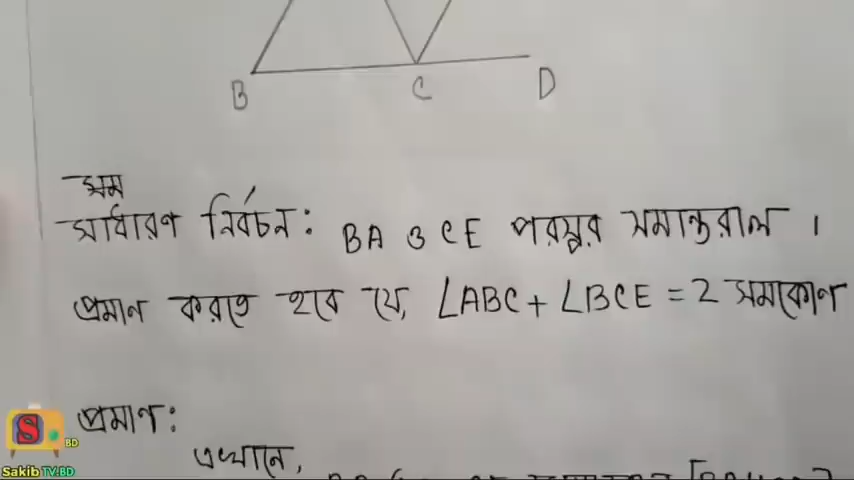 B C D
সম
সাধারণ নির্বচন: BA ও CE পরস্পর সমান্তরাল ।
প্রমাণ করতে হবে যে, ∠ABC + ∠BCE = 2 সমকোণ
প্রমাণ:
এখানে,
S BD
Sakib TV.BD